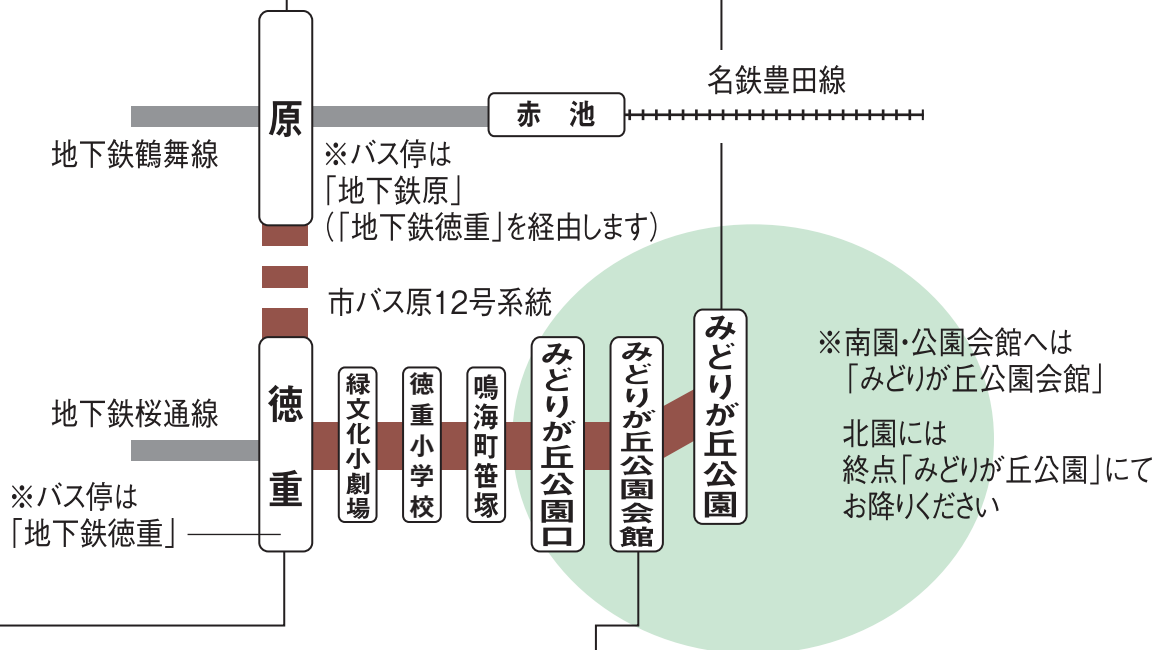 名鉄豊田線
原
赤池
地下鉄鶴舞線
※バス停は
「地下鉄原」
(「地下鉄徳重」を経由します)
市バス原12号系統
地下鉄桜通線
徳重
緑文化小劇場
徳重小学校
鳴海町笹塚
みどりが丘公園口
みどりが丘公園会館
みどりが丘公園
※南園・公園会館へは
「みどりが丘公園会館」
北園には
終点「みどりが丘公園」にて
お降りください
※バス停は
「地下鉄徳重」